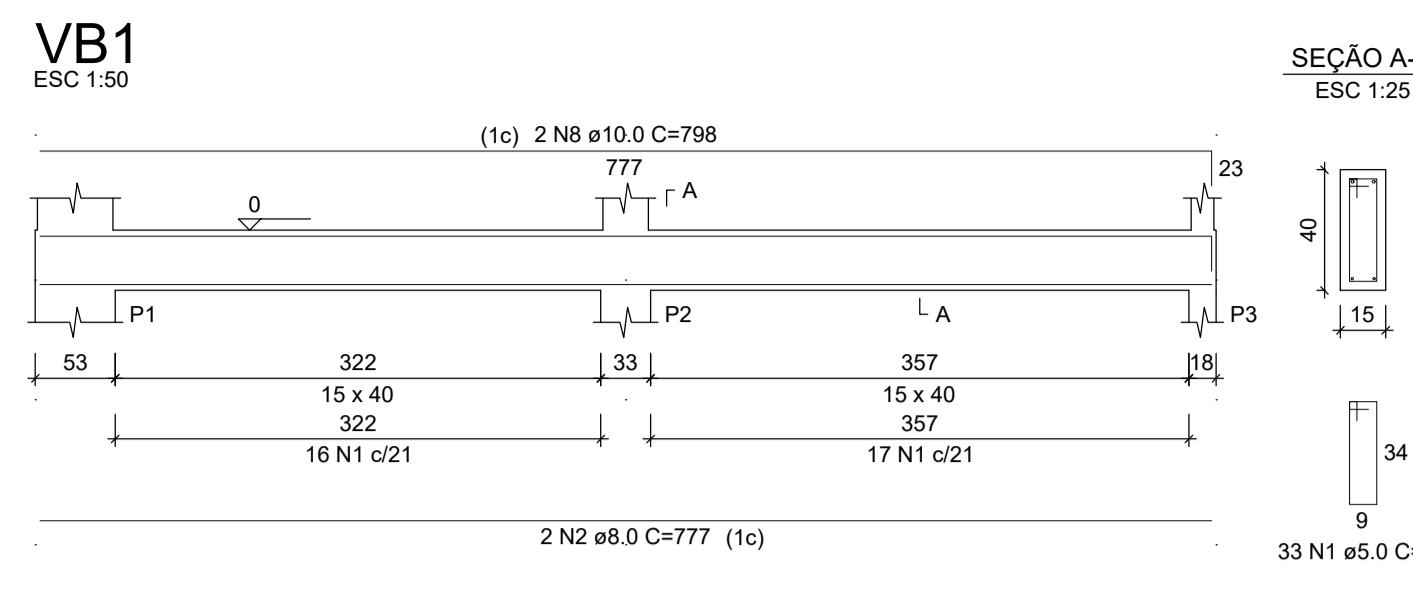 VB1
ESC 1:50
SEÇÃO A-
ESC 1:25
(1c) 2 N8 ø10.0 C=798
777
23
A
0
40
P1
P2
A
P3
15
53
322
33
357
18
15 x 40
15 x 40
322
357
16 N1 c/21
17 N1 c/21
34
9
2 N2 ø8.0 C=777 (1c)
33 N1 ø5.0 C=